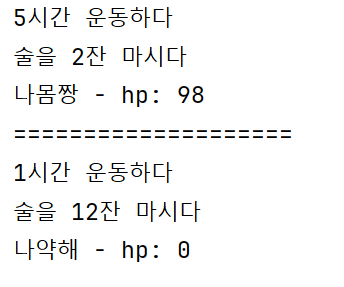 5시간 운동하다
술을 2잔 마시다
나몸짱 - hp: 98
====================
1시간 운동하다
술을 12잔 마시다
나약해 - hp: 0